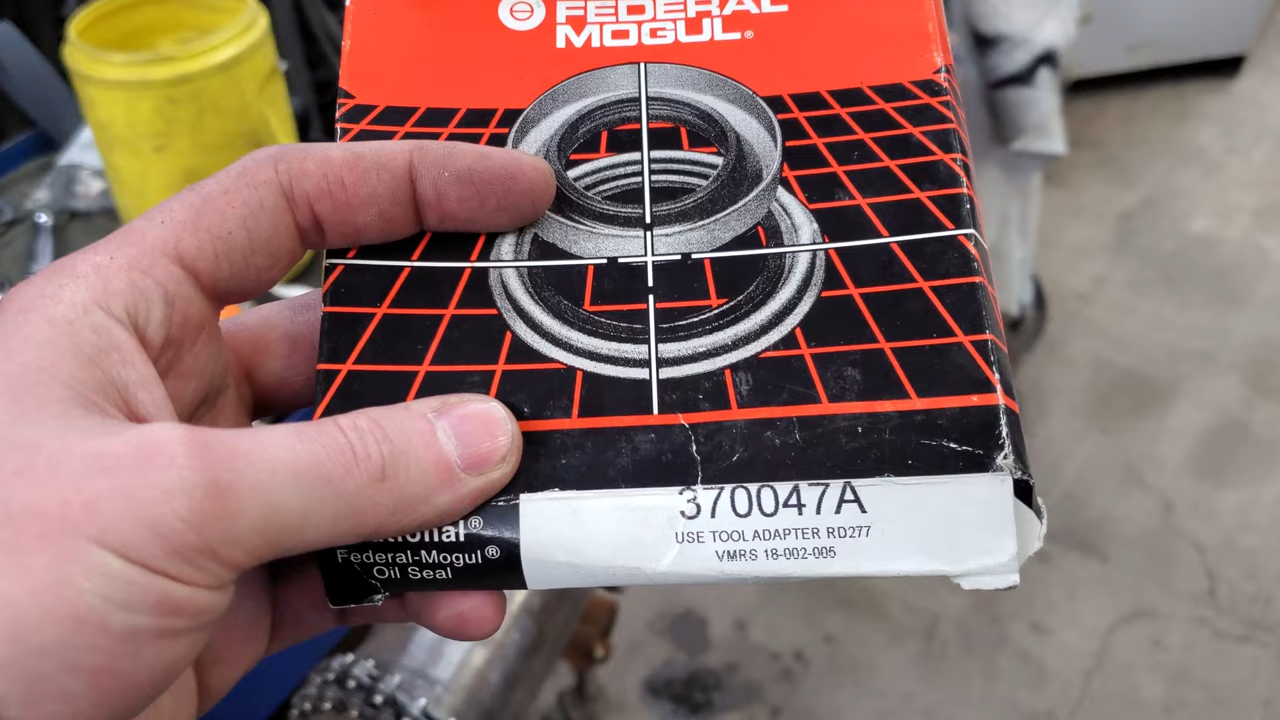 FEDERAL
MOGUL®
370047A
USE TOOL ADAPTER RD277
VMRS 18-002-005
Federal-Mogul®
Oil Seal